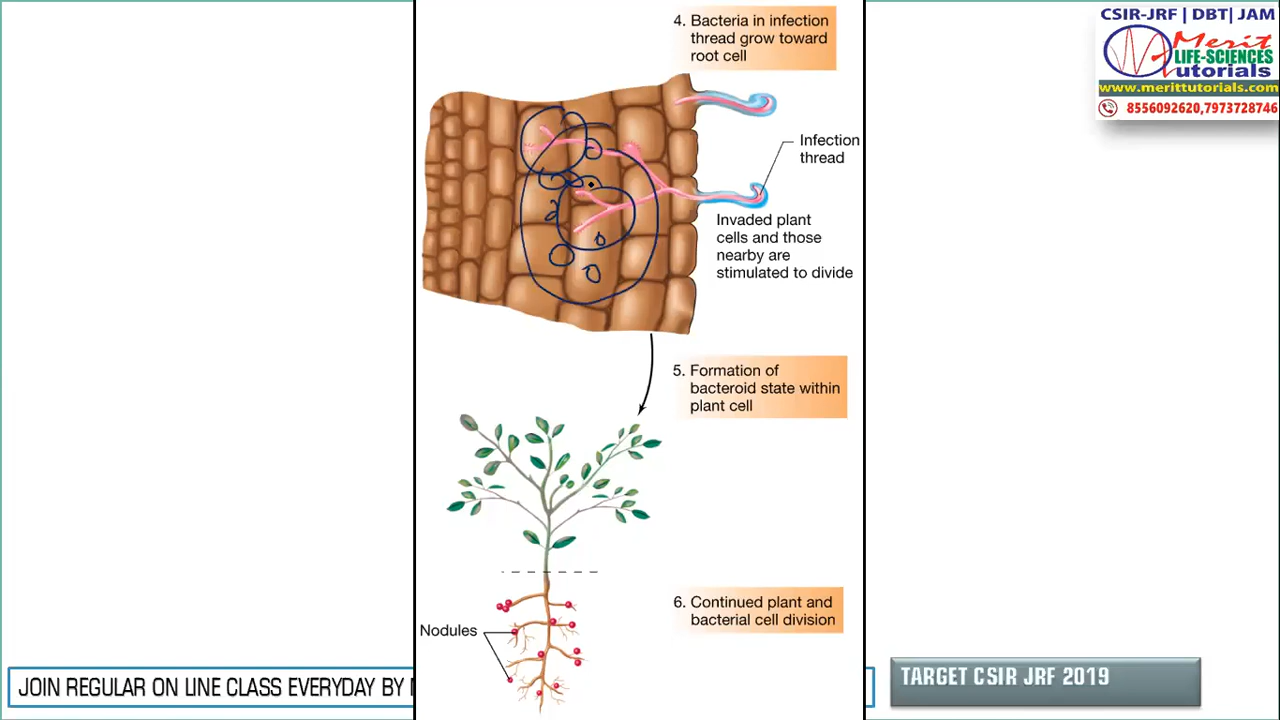 4. Bacteria in infection
thread grow toward
root cell
CSIR-JRF | DBT| JAM
Merit
LIFE-SCIENCES
utorials
www.merittutorials.com
8556092620,7973728746
Infection
thread
Invaded plant
cells and those
nearby are
stimulated to divide
5. Formation of
bacteroid state within
plant cell
6. Continued plant and
bacterial cell division
Nodules
JOIN REGULAR ON LINE CLASS EVERYDAY BY
TARGET CSIR JRF 2019